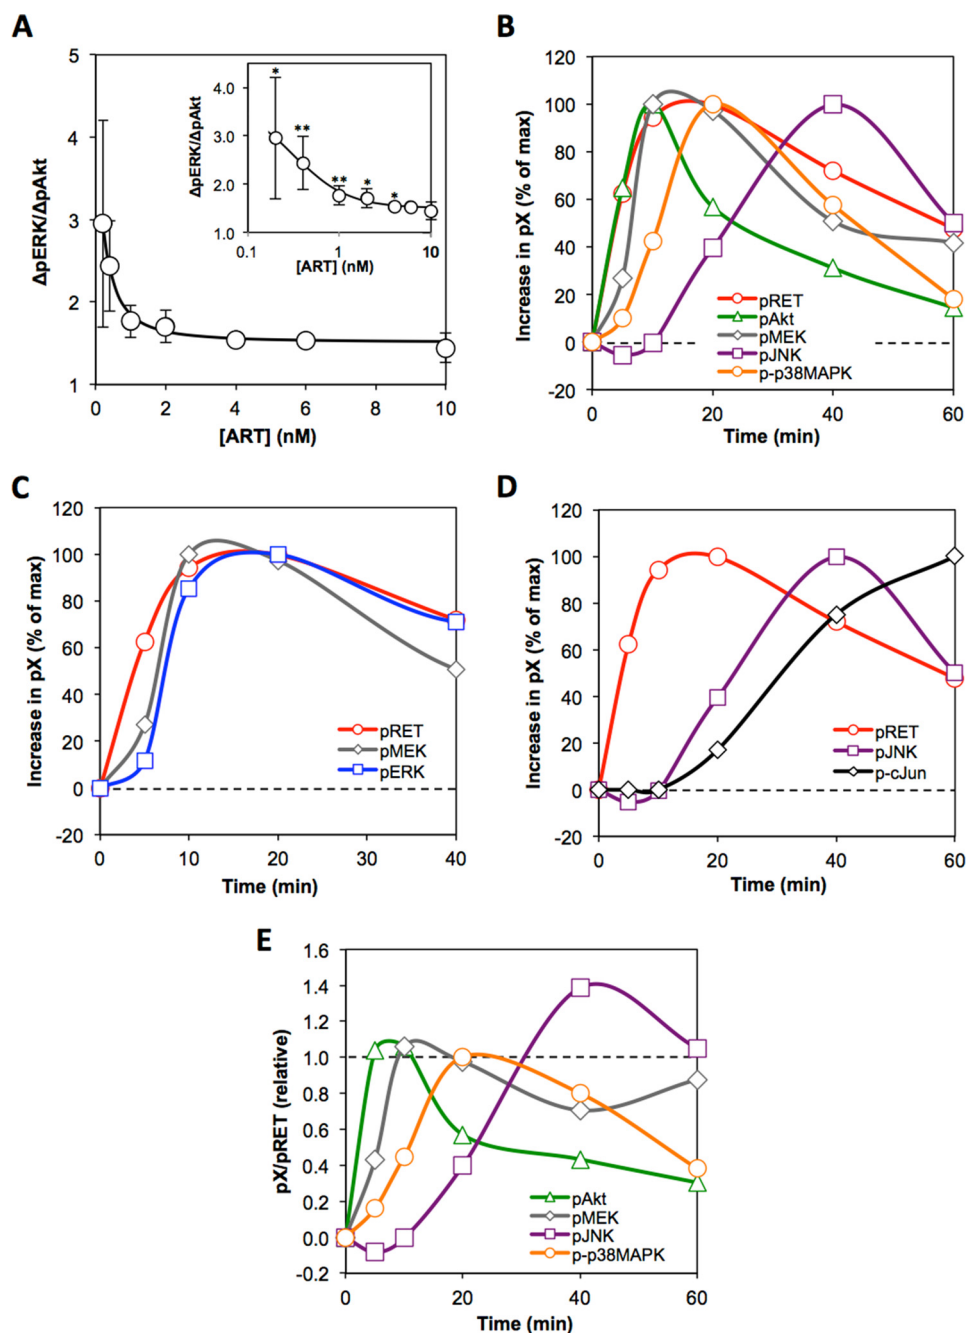 A
5
4
3
2
1
ΔpERK/ΔpAkt
0 2 4 6 8 10
[ART] (nM)
ΔpERK/ΔpAkt
4.0
3.0
2.0
1.0
* ** ** * *
0.1 1 10
[ART] (nM)
B
Increase in pX (% of max)
120
100
80
60
40
20
0
-20
pRET
pAkt
pMEK
pJNK
p-p38MAPK
0 20 40 60
Time (min)
C
Increase in pX (% of max)
120
100
80
60
40
20
0
-20
pRET
pMEK
pERK
0 10 20 30 40
Time (min)
D
Increase in pX (% of max)
120
100
80
60
40
20
0
-20
pRET
pJNK
p-cJun
0 20 40 60
Time (min)
E
pX/pRET (relative)
1.6
1.4
1.2
1.0
0.8
0.6
0.4
0.2
0.0
-0.2
pAkt
pMEK
pJNK
p-p38MAPK
0 20 40 60
Time (min)